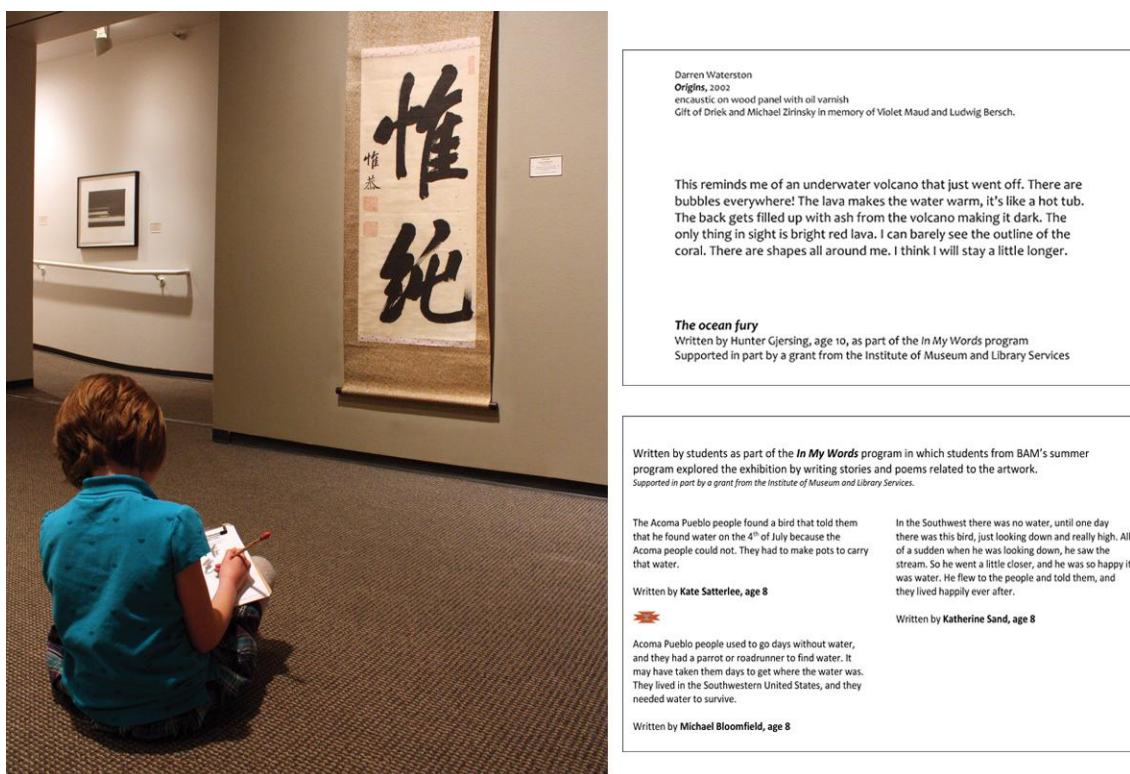 惟
純
惟
恭
Darren Waterston
Origins, 2002
encaustic on wood panel with oil varnish
Gift of Driek and Michael Zirinsky in memory of Violet Maud and Ludwig Bersch.
This reminds me of an underwater volcano that just went off. There are
bubbles everywhere! The lava makes the water warm, it's like a hot tub.
The back gets filled up with ash from the volcano making it dark. The
only thing in sight is bright red lava. I can barely see the outline of the
coral. There are shapes all around me. I think I will stay a little longer.
The ocean fury
Written by Hunter Gjersing, age 10, as part of the In My Words program
Supported in part by a grant from the Institute of Museum and Library Services
Written by students as part of the In My Words program in which students from BAM's summer
program explored the exhibition by writing stories and poems related to the artwork.
Supported in part by a grant from the Institute of Museum and Library Services.
The Acoma Pueblo people found a bird that told them
that he found water on the 4th of July because the
Acoma people could not. They had to make pots to carry
that water.
Written by Kate Satterlee, age 8
Acoma Pueblo people used to go days without water,
and they had a parrot or roadrunner to find water. It
may have taken them days to get where the water was.
They lived in the Southwestern United States, and they
needed water to survive.
Written by Michael Bloomfield, age 8
In the Southwest there was no water, until one day
there was this bird, just looking down and really high. All
of a sudden when he was looking down, he saw the
stream. So he went a little closer, and he was so happy it
was water. He flew to the people and told them, and
they lived happily ever after.
Written by Katherine Sand, age 8